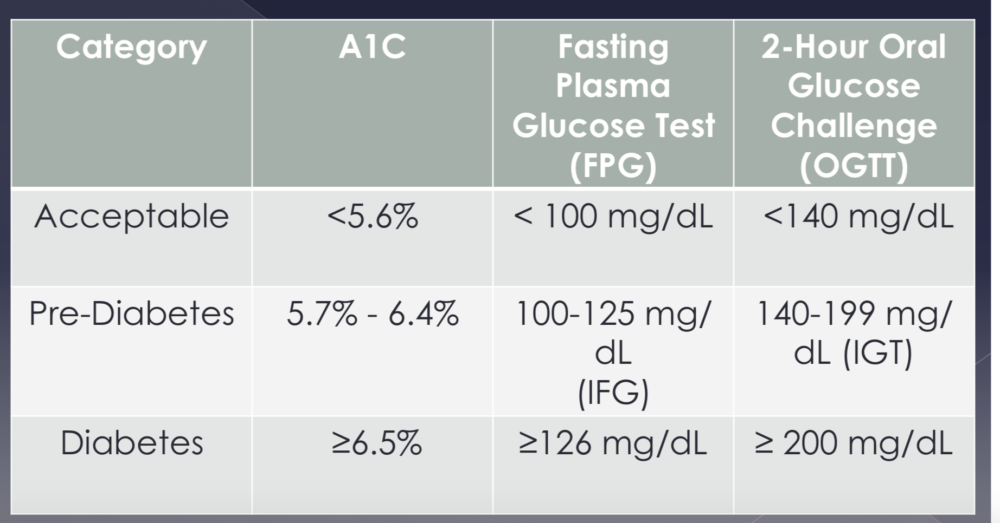 Category
A1C
Fasting
Plasma
Glucose Test
(FPG)
2-Hour Oral
Glucose
Challenge
(OGTT)
Acceptable
<5.6%
< 100 mg/dL
<140 mg/dL
Pre-Diabetes
5.7% - 6.4%
100-125 mg/
dL
(IFG)
140-199 mg/
dL (IGT)
Diabetes
≥6.5%
≥126 mg/dL
≥ 200 mg/dL